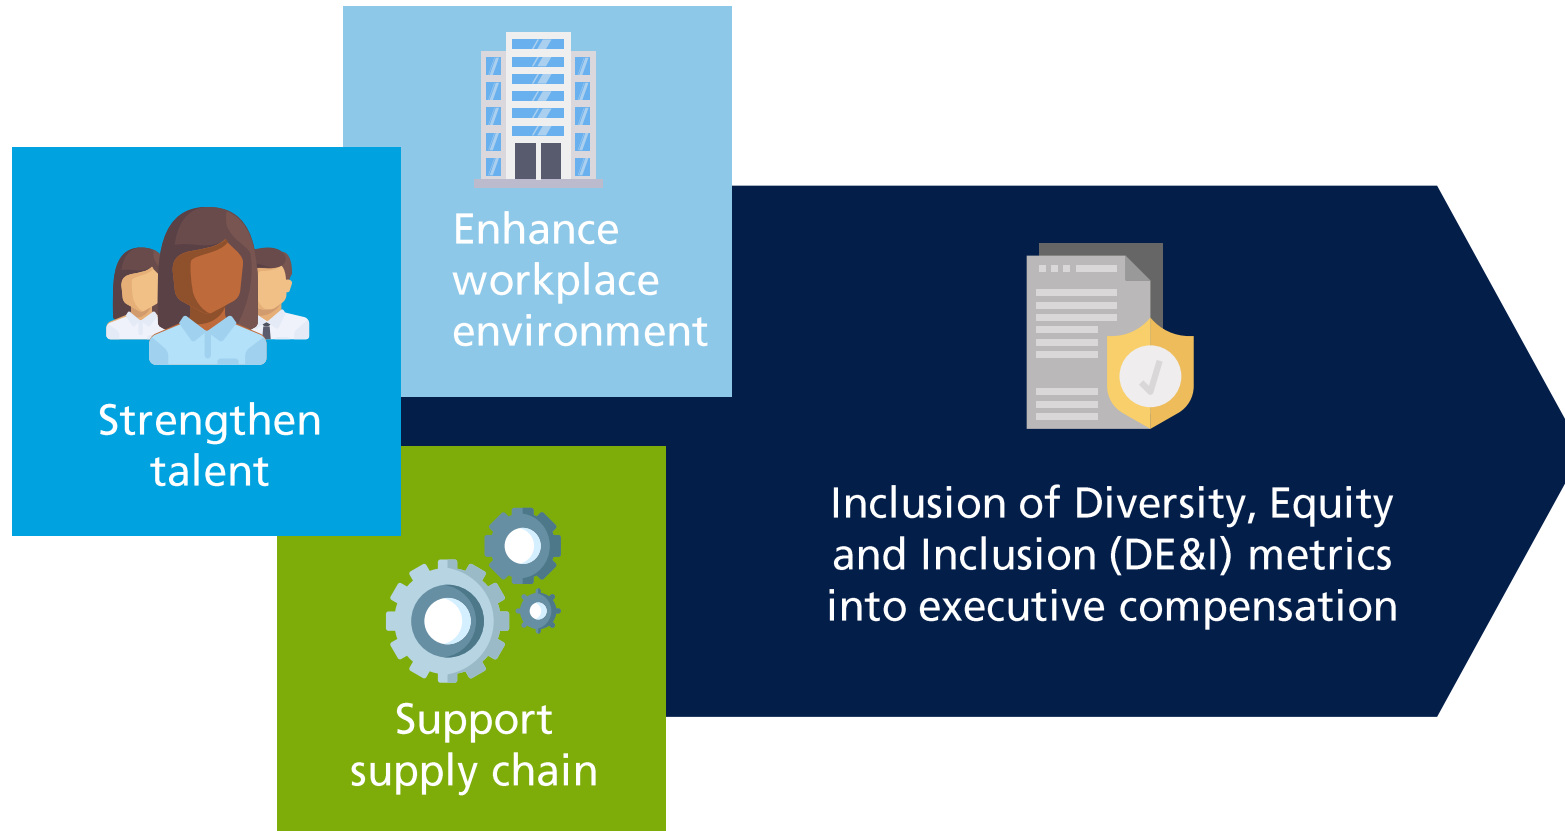 Enhance
workplace
environment
Strengthen
talent
Inclusion of Diversity, Equity
and Inclusion (DE&I) metrics
into executive compensation
Support
supply chain